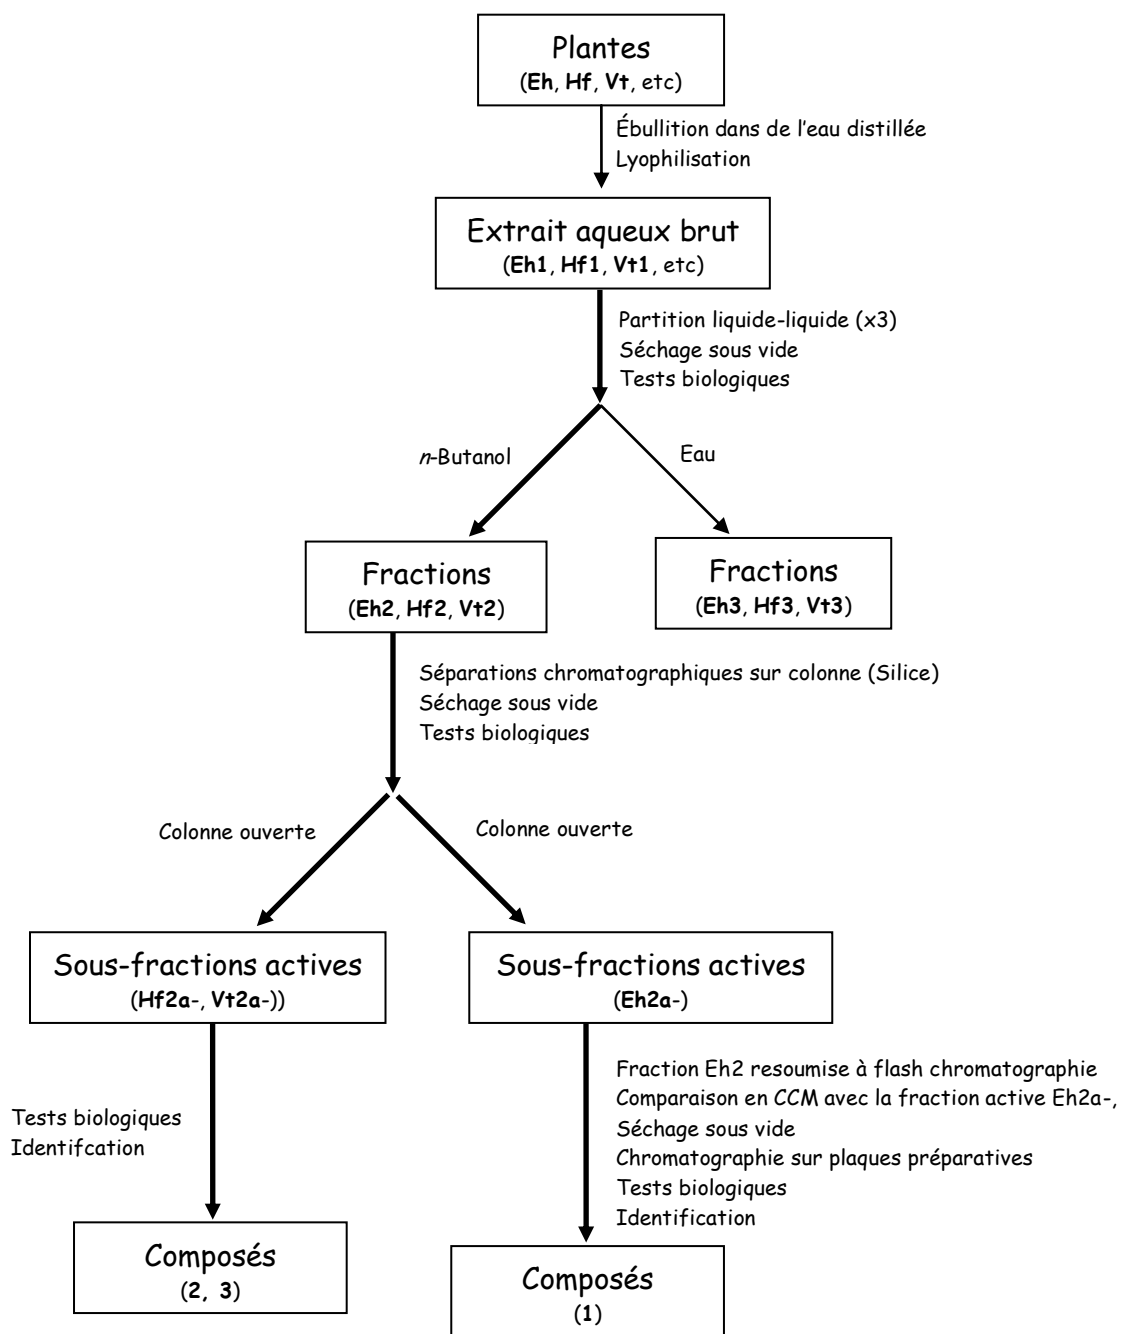 Plantes
(Eh, Hf, Vt, etc)
Ébullition dans de l'eau distillée
Lyophilisation
Extrait aqueux brut
(Eh1, Hf1, Vt1, etc)
Partition liquide-liquide (x3)
Séchage sous vide
Tests biologiques
n-Butanol
Eau
Fractions
(Eh2, Hf2, Vt2)
Fractions
(Eh3, Hf3, Vt3)
Séparations chromatographiques sur colonne (Silice)
Séchage sous vide
Tests biologiques
Colonne ouverte
Colonne ouverte
Sous-fractions actives
(Hf2a-, Vt2a-))
Sous-fractions actives
(Eh2a-)
Tests biologiques
Identifcation
Fraction Eh2 resoumise à flash chromatographie
Comparaison en CCM avec la fraction active Eh2a-,
Séchage sous vide
Chromatographie sur plaques préparatives
Tests biologiques
Identification
Composés
(2, 3)
Composés
(1)